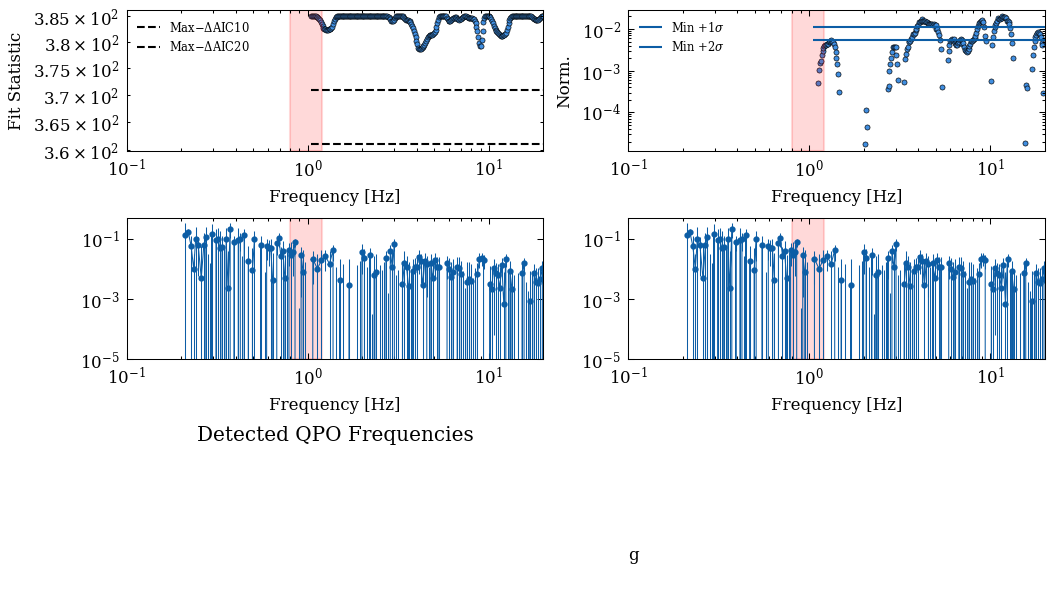 Fit Statistic
3.85 × 10²
3.8 × 10²
3.75 × 10²
3.7 × 10²
3.65 × 10²
3.6 × 10²
Max−ΔAIC10
Max−ΔAIC20
10⁻¹ 10⁰ 10¹
Frequency [Hz]
Norm.
10⁻²
10⁻³
10⁻⁴
Min +1σ
Min +2σ
10⁻¹ 10⁰ 10¹
Frequency [Hz]
10⁻¹
10⁻³
10⁻⁵
10⁻¹ 10⁰ 10¹
Frequency [Hz]
10⁻¹
10⁻³
10⁻⁵
10⁻¹ 10⁰ 10¹
Frequency [Hz]
Detected QPO Frequencies
g